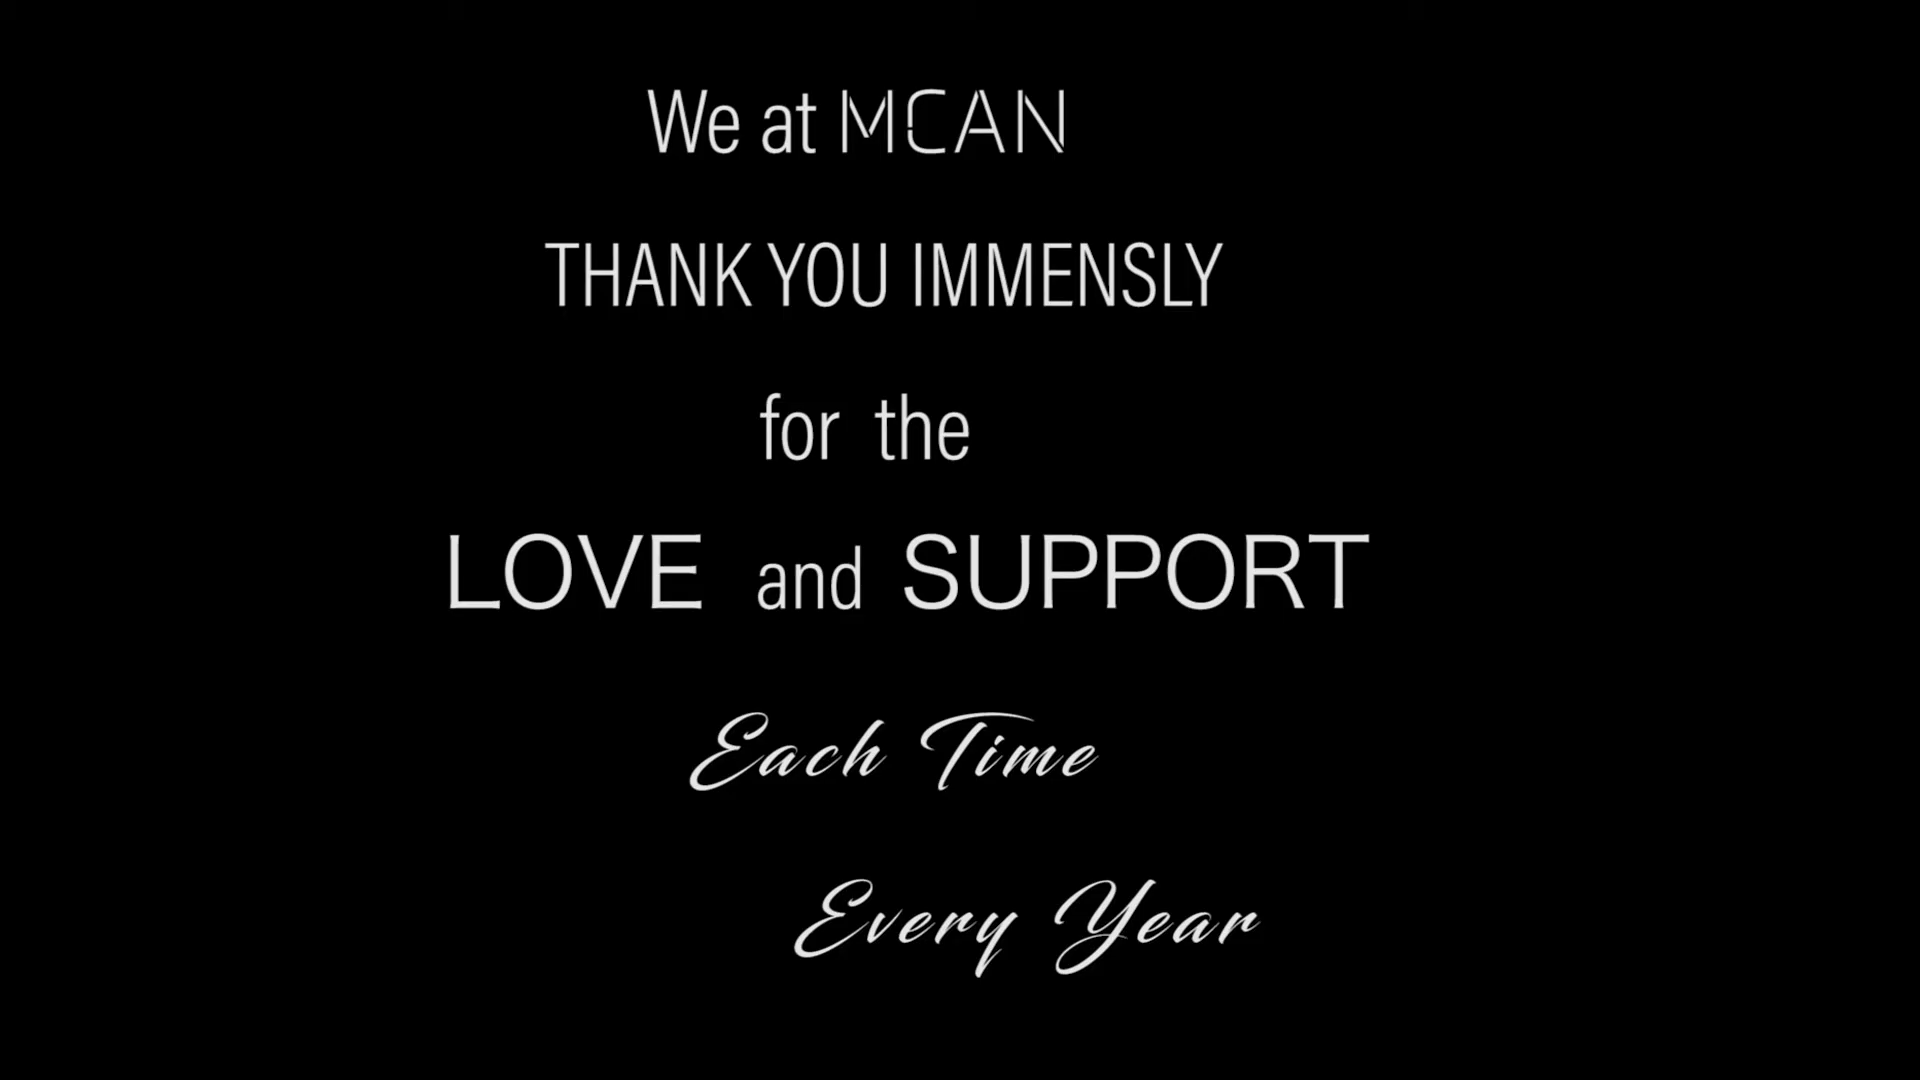 We at MCAN
THANK YOU IMMENSLY
for the
LOVE and SUPPORT
Each Time
Every Year